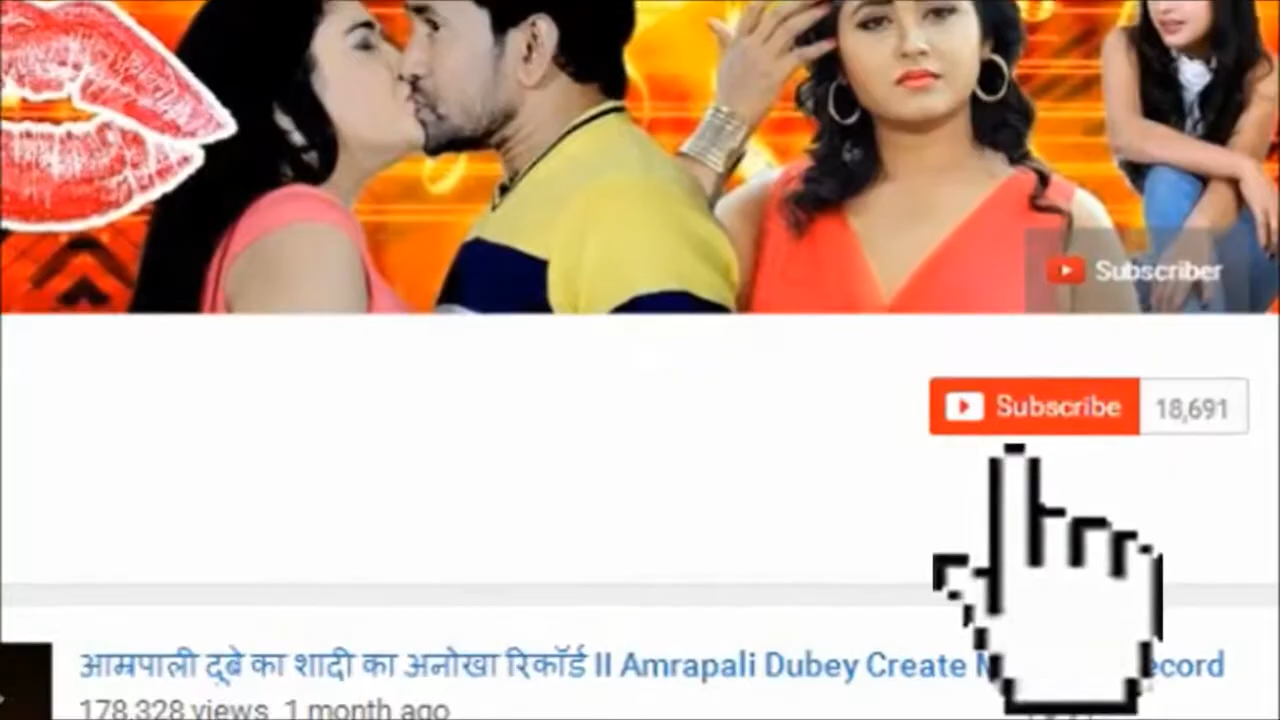 Subscriber
Subscribe 18,691
आम्रपाली दूबे का शादी का अनोखा रिकॉर्ड II Amrapali Dubey Create
178,328 views 1 month ago